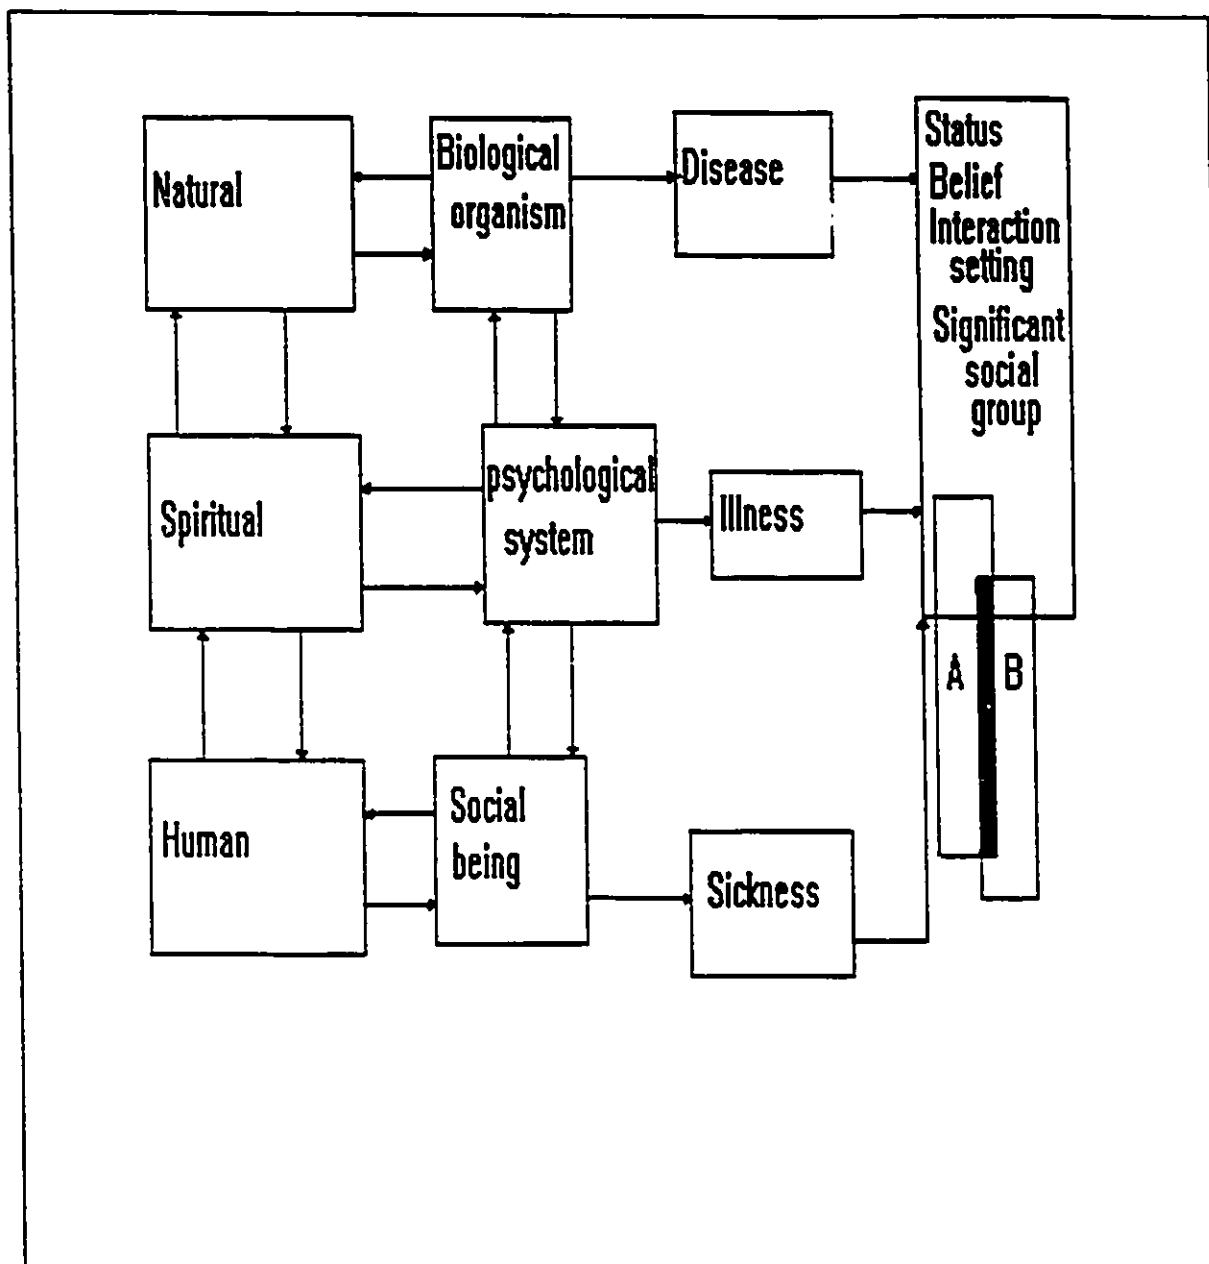 Natural
Biological
organism
Disease
Status
Belief
Interaction
setting
Significant
social
group
Spiritual
psychological
system
Illness
A
B
Human
Social
being
Sickness